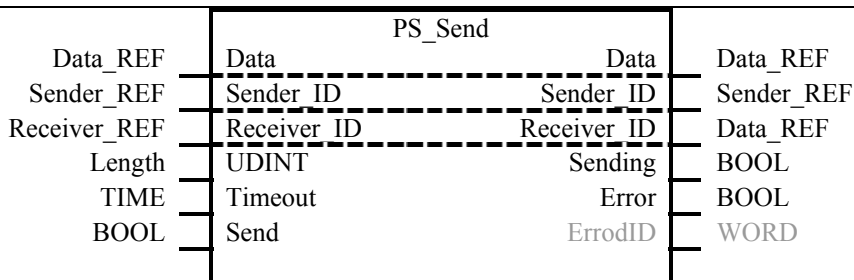 PS_Send
Data_REF Data Data Data_REF
Sender_REF Sender_ID Sender_ID Sender_REF
Receiver_REF Receiver_ID Receiver_ID Data_REF
Length UDINT Sending BOOL
TIME Timeout Error BOOL
BOOL Send ErrodID WORD